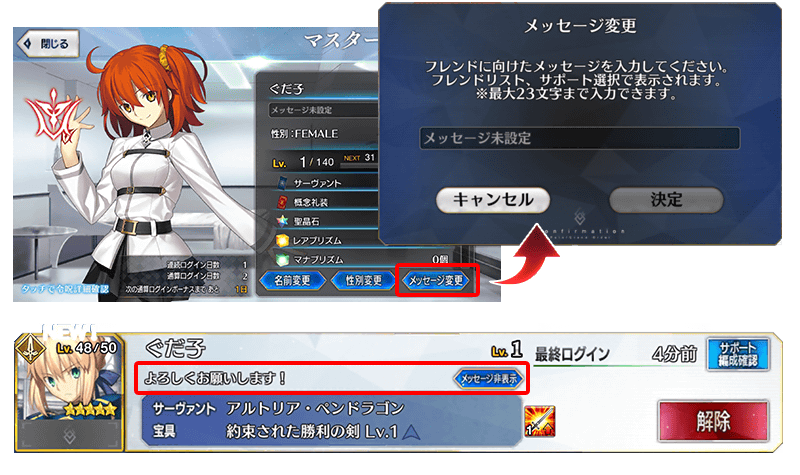 閉じる
マスター
ぐだ子
メッセージ未設定
性別:FEMALE
Lv. 1/140 NEXT 31
サーヴァント
概念礼装
聖晶石
レアプリズム
マナプリズム 0個
連続ログイン日数 1
通算ログイン日数 2
次の通算ログインボーナスまで あと 1日
タッチで令呪詳細確認
名前変更
性別変更
メッセージ変更
メッセージ変更
フレンドに向けたメッセージを入力してください。
フレンドリスト、サポート選択で表示されます。
※最大23文字まで入力できます。
メッセージ未設定
キャンセル
決定
NEW!
Lv. 48/50
ぐだ子
Lv. 1
最終ログイン 4分前
サポート
編成確認
よろしくお願いします!
メッセージ非表示
サーヴァント アルトリア・ペンドラゴン
宝具 約束された勝利の剣 Lv.1
1
解除